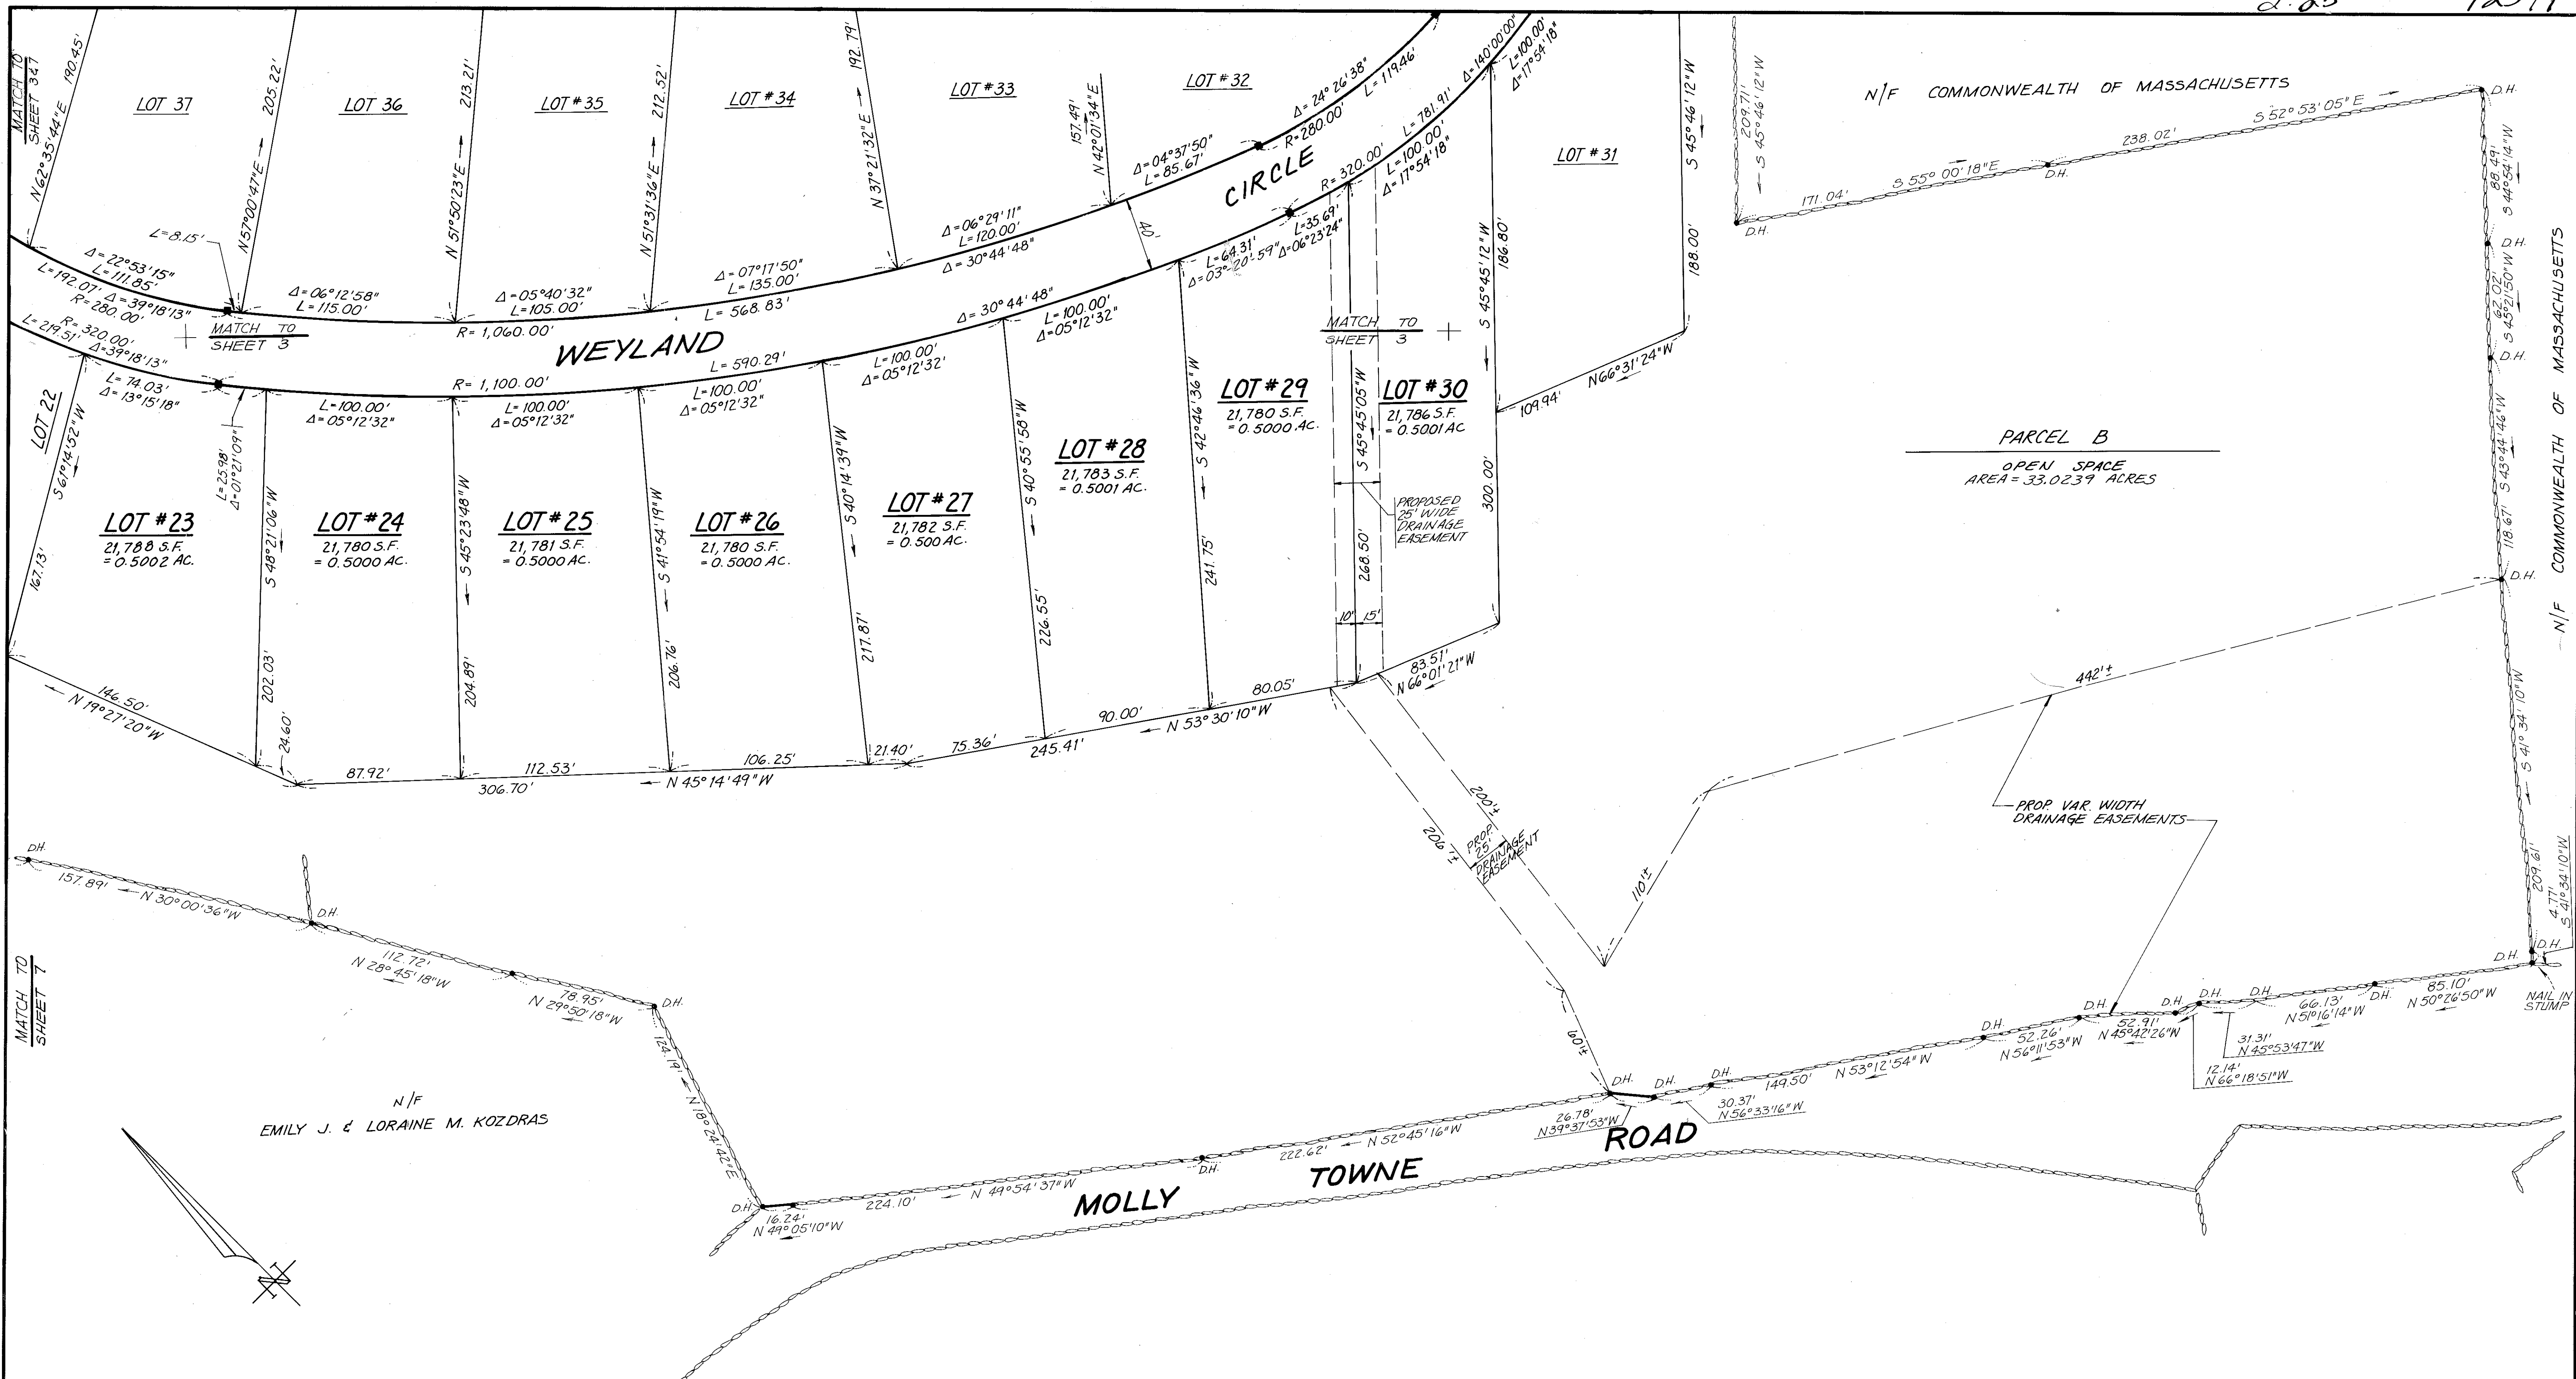 MATCH TO
SHEET 3&7
N62°35'44"E 190.45'
LOT 37
205.22'
N57°00'47"E
LOT 36
213.21'
N 51°50'23"E
LOT #35
212.52'
N51°31'36"E
LOT #34
192.79'
N 37°21'32"E
LOT #33
157.49'
N 42°01'34"E
LOT #32
Δ= 24°26'38"
L=119.46'
R=280.00'
Δ=140°00'00"
L=100.00'
Δ=17°54'18"
L=781.91'
L=100.00'
Δ=17°54'18"
R=320.00'
Δ=04°37'50"
L=85.67'
CIRCLE
LOT #31
S 45°46'12"W
188.00'
209.71'
S 45°46'12"W
N/F COMMONWEALTH OF MASSACHUSETTS
S 52°53'05"E
238.02'
S 55°00'18"E
171.04'
D.H.
D.H.
D.H.
88.49'
S 44°54'14"W
D.H.
62.02'
S 45°21'50"W
D.H.
118.67' S 43°44'46"W
D.H.
N/F COMMONWEALTH OF MASSACHUSETTS
L=8.15'
Δ=22°53'15"
L=111.85'
L=192.07' Δ=39°18'13"
R=280.00'
R=320.00'
L=219.51' Δ=39°18'13"
MATCH TO
SHEET 3
Δ=06°12'58"
L=115.00'
Δ=05°40'32"
L=105.00'
R=1,060.00'
Δ=07°17'50"
L=135.00'
L=568.83'
Δ=06°29'11"
L=120.00'
Δ=30°44'48"
40'
WEYLAND
L=35.69'
Δ=06°23'24"
L=64.31'
Δ=03°20'59"
Δ=30°44'48"
L=100.00'
Δ=05°12'32"
L=590.29'
L=100.00'
Δ=05°12'32"
L=100.00'
Δ=05°12'32"
R=1,100.00'
L=100.00'
Δ=05°12'32"
L=100.00'
Δ=05°12'32"
L=74.03'
Δ=13°15'18"
L=25.98'
Δ=01°21'09"
LOT 22
S61°14'52"W
167.13'
LOT #23
21,788 S.F.
=0.5002 AC.
S 48°21'06"W
202.03'
LOT #24
21,780 S.F.
=0.5000 AC.
S 45°23'48"W
204.89'
LOT #25
21,781 S.F.
=0.5000 AC.
S 41°54'19"W
206.76'
LOT #26
21,780 S.F.
=0.5000 AC.
S 40°14'39"W
217.87'
LOT #27
21,782 S.F.
=0.500 AC.
S 40°55'58"W
226.55'
LOT #28
21,783 S.F.
=0.5001 AC.
S 42°46'36"W
241.75'
LOT #29
21,780 S.F.
=0.5000 AC.
MATCH TO
SHEET 3
S 45°45'05"W
268.50'
LOT #30
21,786 S.F.
=0.5001 AC
S 45°45'12"W
186.80'
300.00'
N66°31'24"W
109.94'
PROPOSED
25' WIDE
DRAINAGE
EASEMENT
10' 15'
83.51'
N 66°01'21"W
80.05'
N 53°30'10"W
90.00'
245.41'
75.36'
21.40'
106.25'
N 45°14'49"W
112.53'
306.70'
87.92'
24.60'
146.50'
N 19°27'20"W
PARCEL B
OPEN SPACE
AREA = 33.0239 ACRES
442'±
PROP. VAR. WIDTH
DRAINAGE EASEMENTS
S 41°34'10"W
209.61'
4.77'
S 41°34'10"W
D.H.
D.H.
NAIL IN
STUMP
200'±
206'±
PROP.
25'
DRAINAGE
EASEMENT
110'±
60'±
D.H.
157.89' N 30°00'36"W
D.H.
112.72'
N 28°45'18"W
78.95'
N 29°50'18"W
D.H.
124.19' N 18°24'42"E
MATCH TO
SHEET 7
N/F
EMILY J. & LORAINE M. KOZDRAS
D.H.
16.24'
N 49°05'10"W
224.10' N 49°54'37"W
D.H.
222.62' N 52°45'16"W
D.H.
26.78'
N39°37'53"W
D.H.
30.37'
N56°33'16"W
D.H.
149.50' N 53°12'54"W
D.H.
52.26'
N 56°11'53"W
D.H.
52.91'
N 45°42'26"W
D.H.
12.14'
N 66°18'51"W
D.H.
31.31'
N 45°53'47"W
D.H.
66.13'
N 51°16'14"W
D.H.
85.10'
N 50°26'50"W
MOLLY TOWNE ROAD